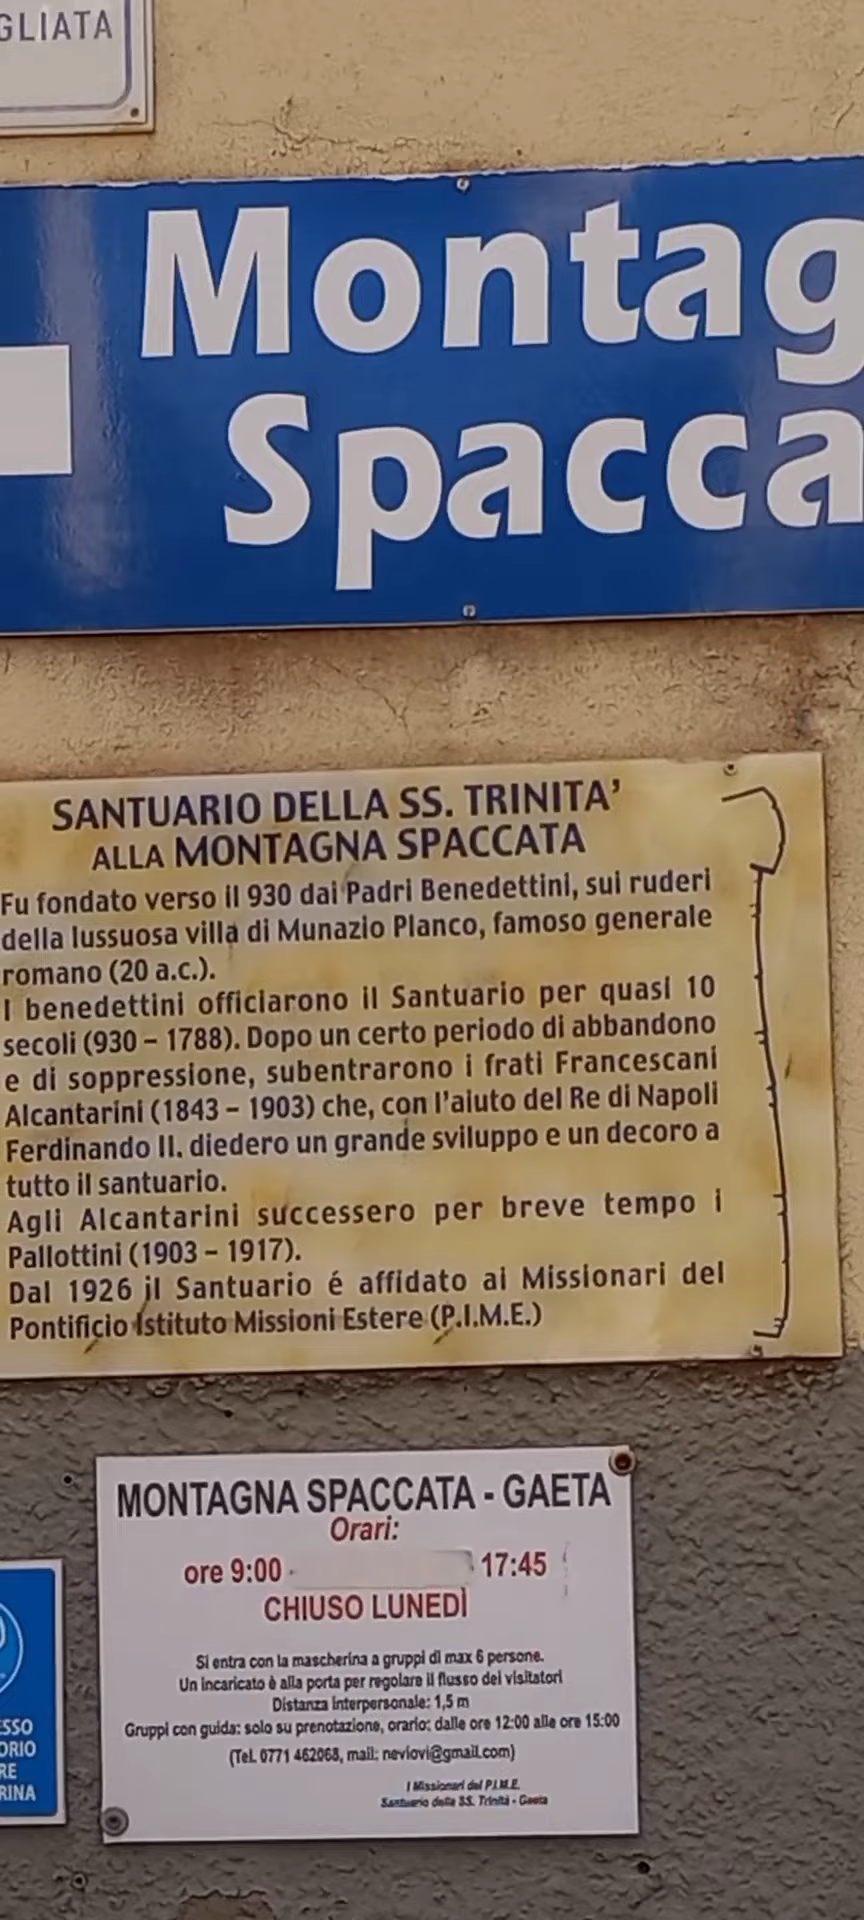 GLIATA
Montag
Spacca
SANTUARIO DELLA SS. TRINITA'
ALLA MONTAGNA SPACCATA
Fu fondato verso il 930 dai Padri Benedettini, sui ruderi
della lussuosa villa di Munazio Planco, famoso generale
romano (20 a.c.).
I benedettini officiarono il Santuario per quasi 10
secoli (930 – 1788). Dopo un certo periodo di abbandono
e di soppressione, subentrarono i frati Francescani
Alcantarini (1843 – 1903) che, con l'aiuto del Re di Napoli
Ferdinando II. diedero un grande sviluppo e un decoro a
tutto il santuario.
Agli Alcantarini successero per breve tempo i
Pallottini (1903 – 1917).
Dal 1926 il Santuario é affidato ai Missionari del
Pontificio Istituto Missioni Estere (P.I.M.E.)
MONTAGNA SPACCATA - GAETA
Orari:
ore 9:00 - 17:45
CHIUSO LUNEDÌ
Si entra con la mascherina a gruppi di max 6 persone.
Un incaricato è alla porta per regolare il flusso dei visitatori
Distanza interpersonale: 1,5 m
Gruppi con guida: solo su prenotazione, orario: dalle ore 12:00 alle ore 15:00
(Tel. 0771 462068, mail: neviovi@gmail.com)
I Missionari del P.I.M.E.
Santuario della SS. Trinità - Gaeta
ESSO
ORIO
RE
RINA